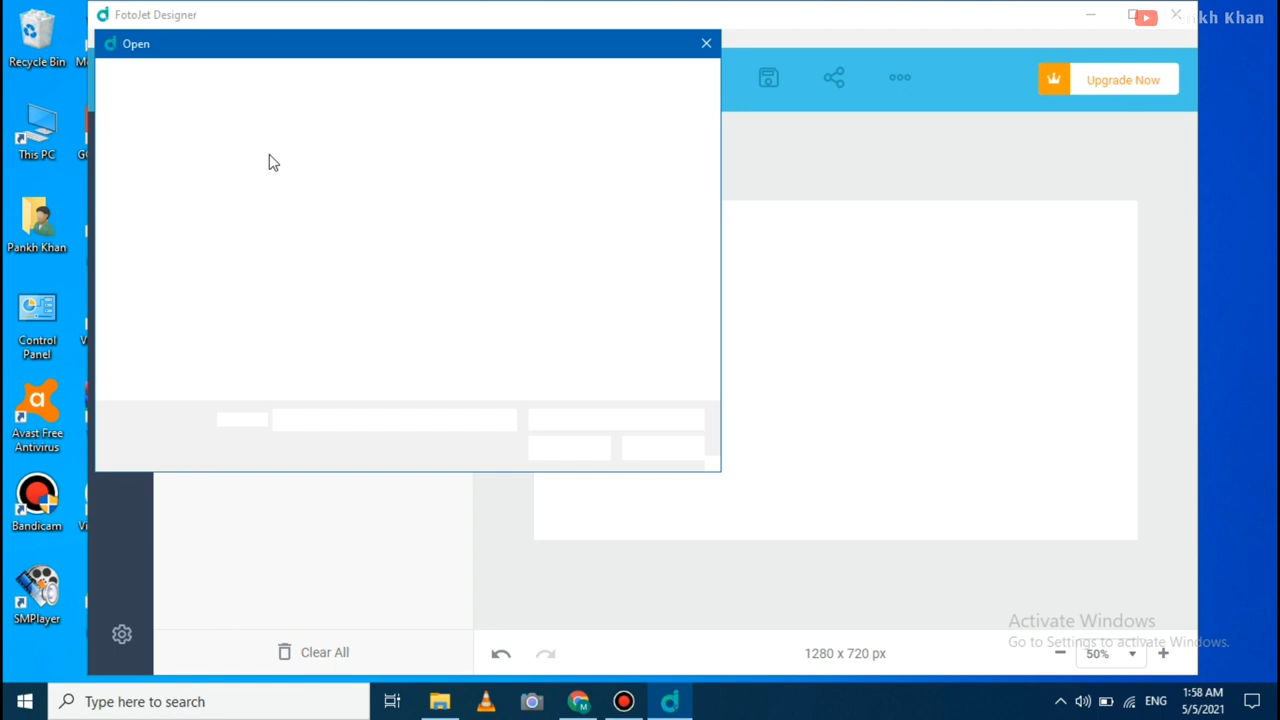 FotoJet Designer
kh Khan
Open
Upgrade Now
Recycle Bin
This PC
Pankh Khan
Control
Panel
Avast Free
Antivirus
Bandicam
SMPlayer
Clear All
1280 x 720 px
50%
Activate Windows
Go to Settings to activate Windows.
Type here to search
ENG
1:58 AM
5/5/2021